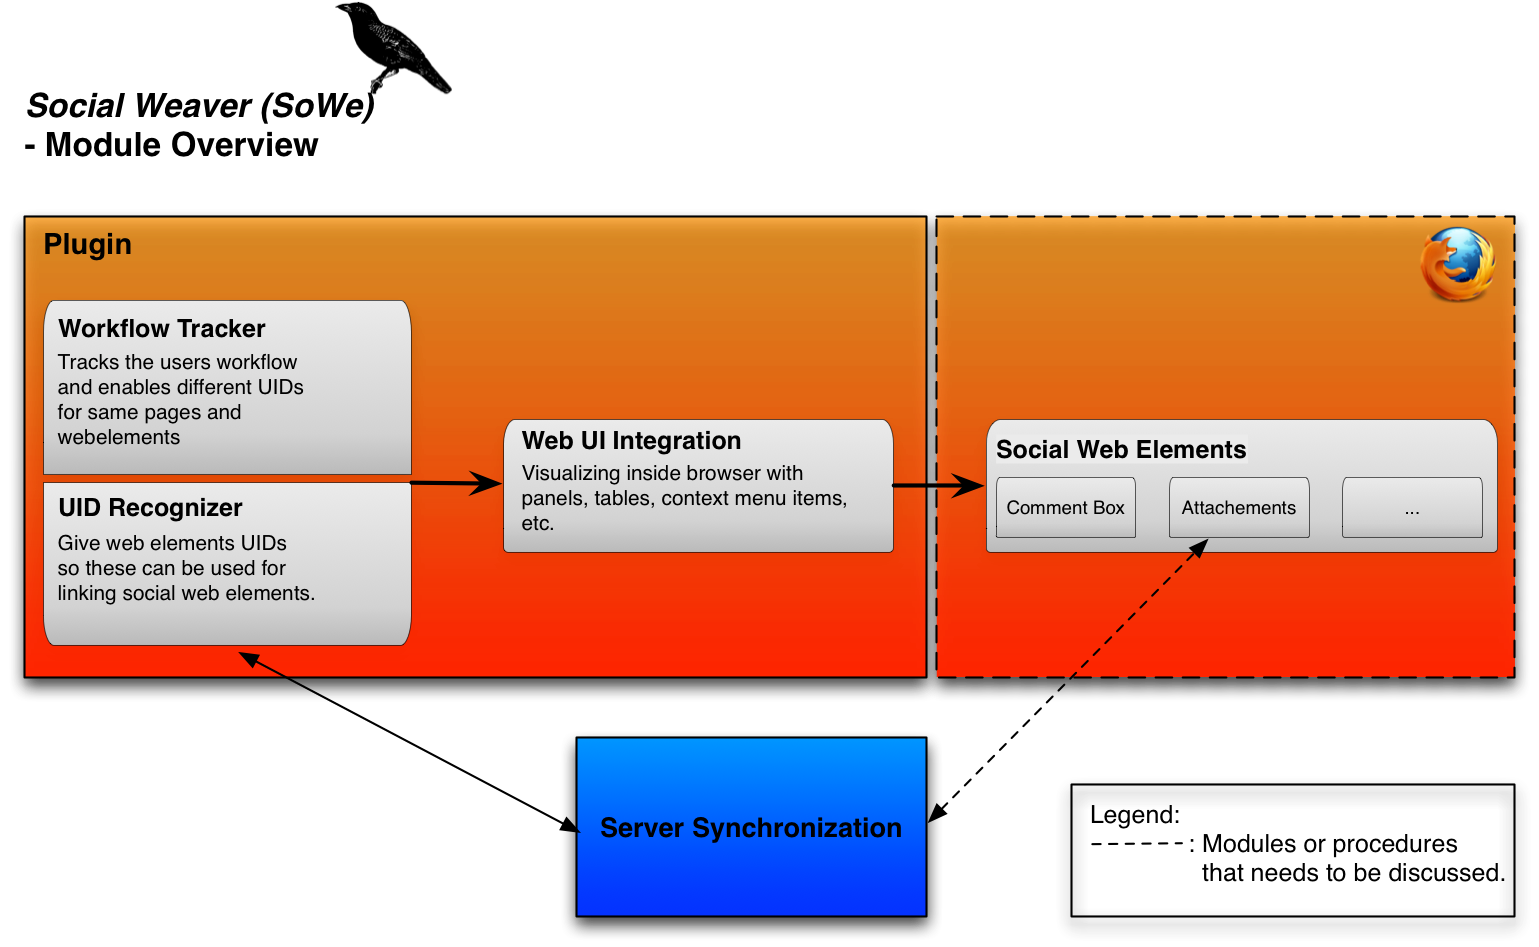 Social Weaver (SoWe)
- Module Overview
Plugin
Workflow Tracker
Tracks the users workflow
and enables different UIDs
for same pages and
webelements
UID Recognizer
Give web elements UIDs
so these can be used for
linking social web elements.
Web UI Integration
Visualizing inside browser with
panels, tables, context menu items,
etc.
Social Web Elements
Comment Box
Attachements
...
Server Synchronization
Legend:
: Modules or procedures
that needs to be discussed.